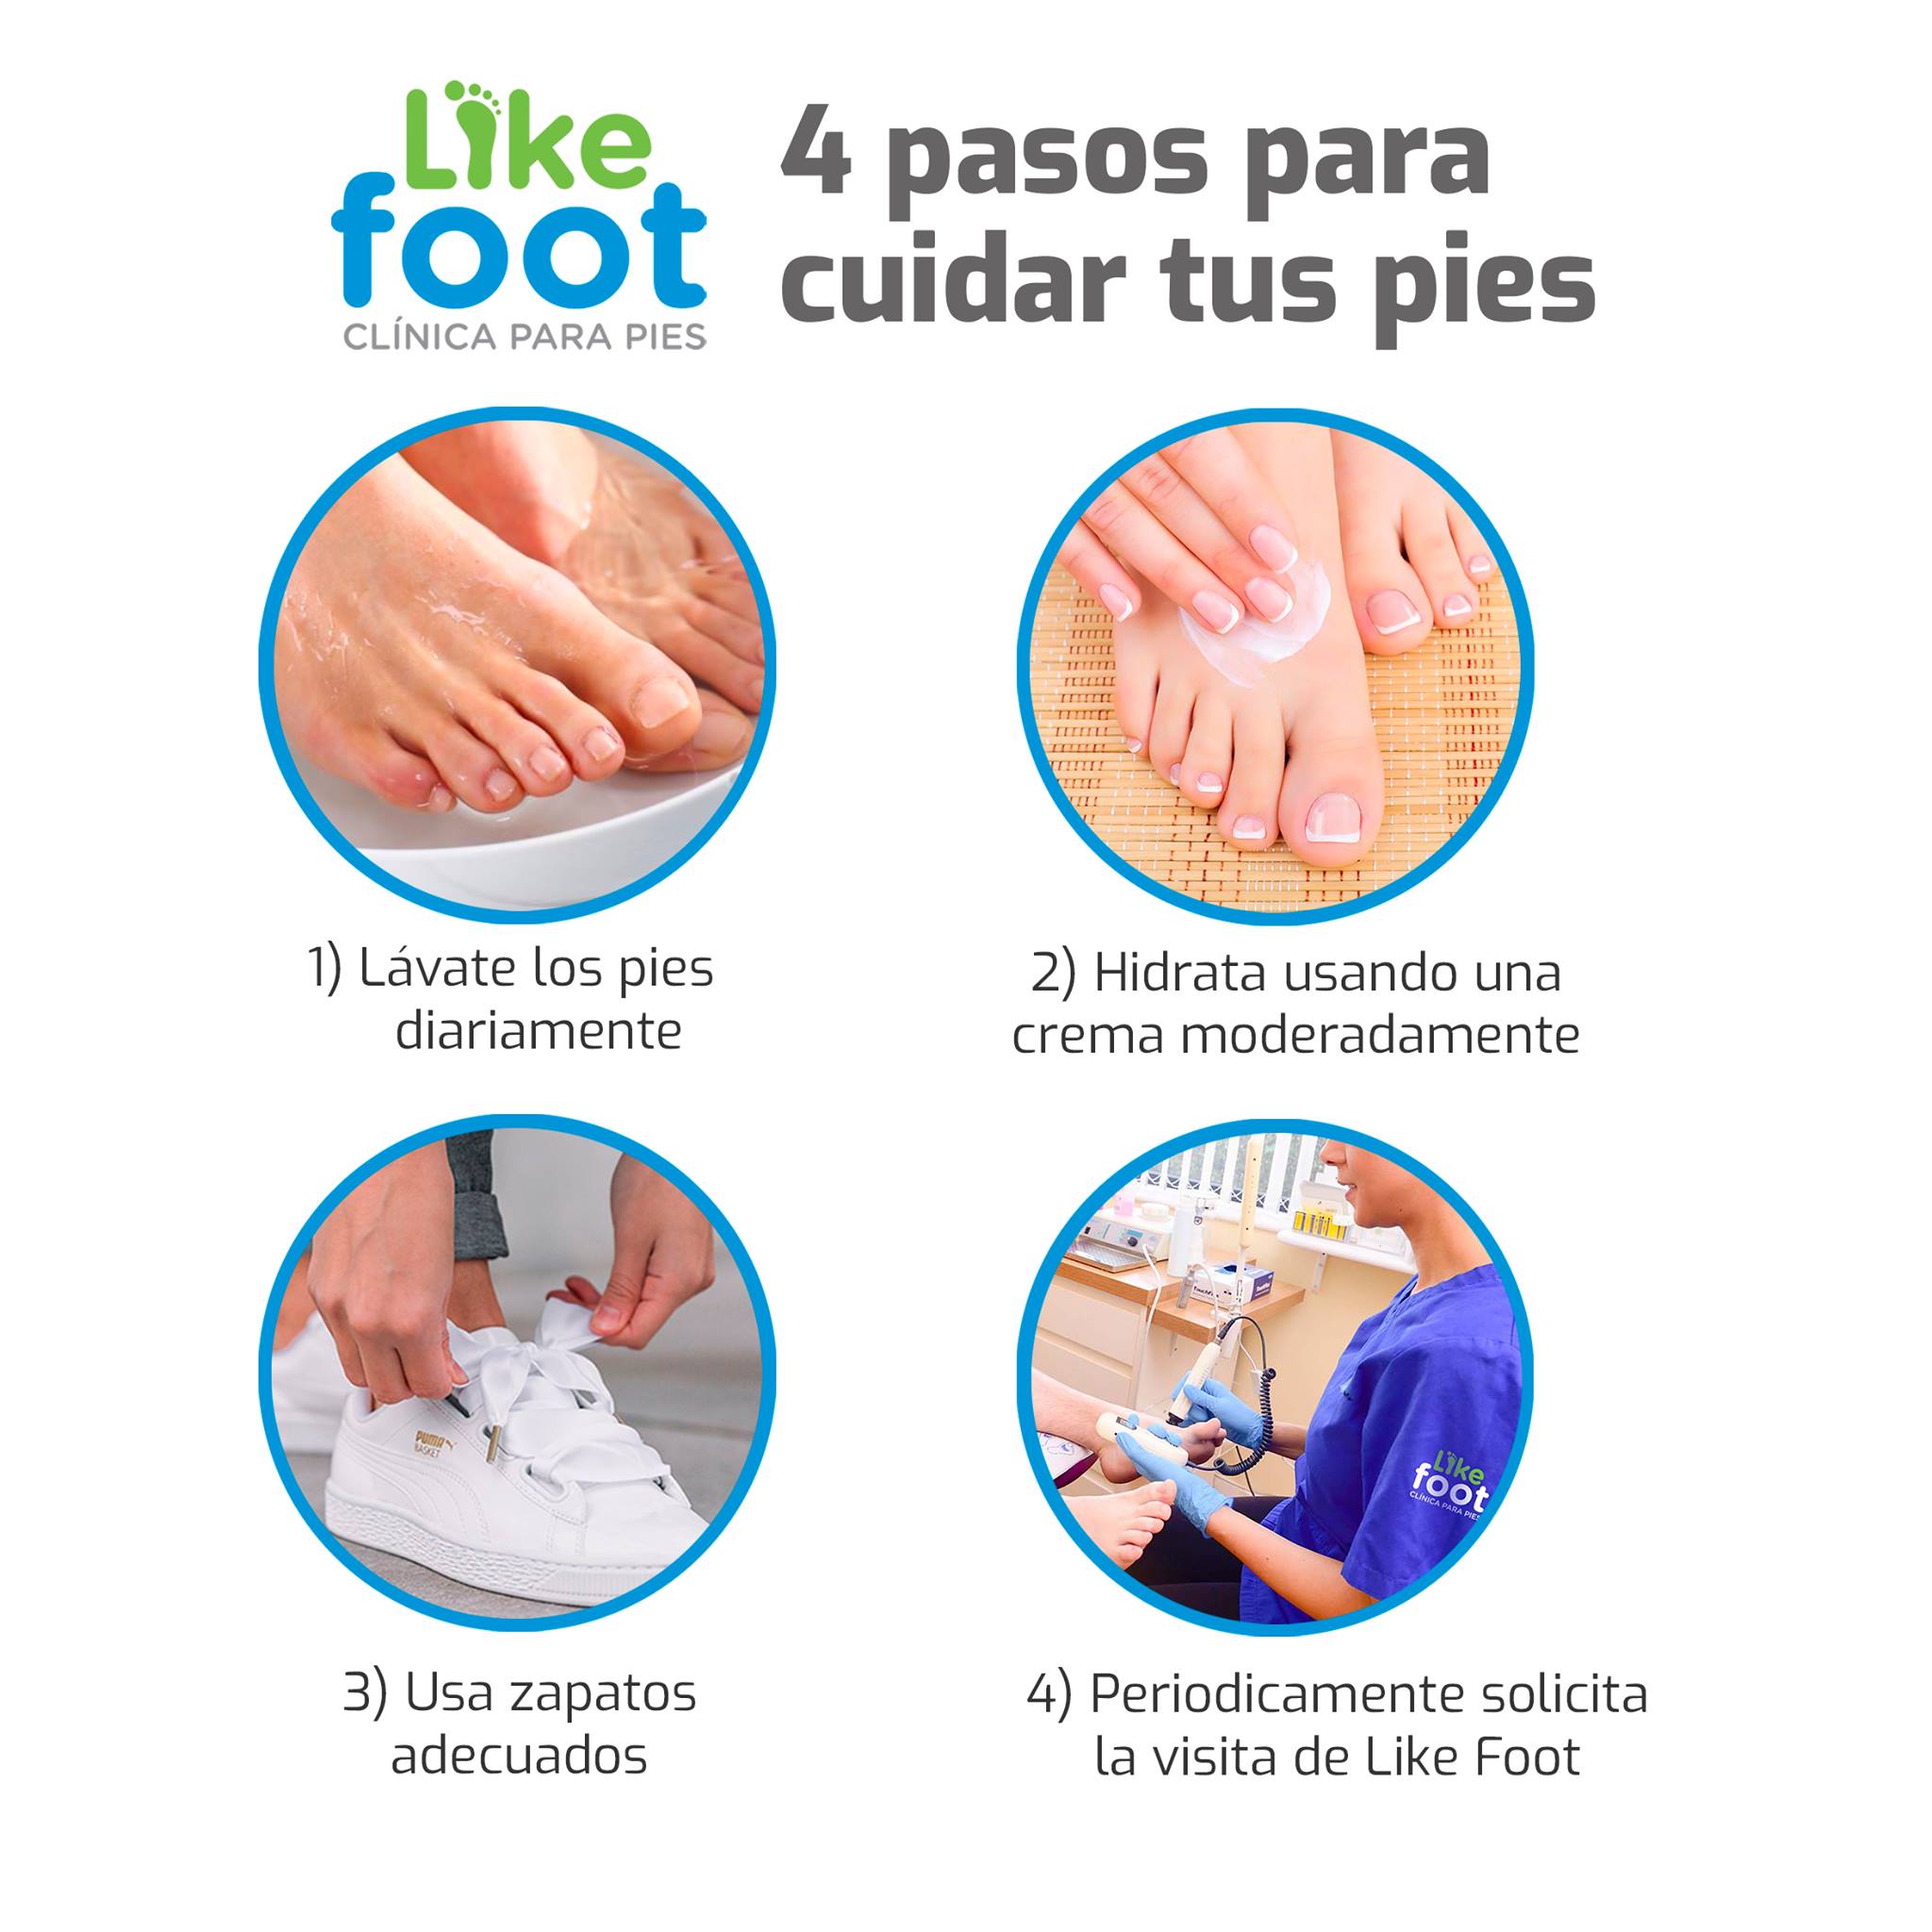 Like
foot
CLÍNICA PARA PIES
4 pasos para
cuidar tus pies
1) Lávate los pies
diariamente
2) Hidrata usando una
crema moderadamente
PUMA
BASKET
3) Usa zapatos
adecuados
Like
foot
CLÍNICA PARA PIES
4) Periodicamente solicita
la visita de Like Foot